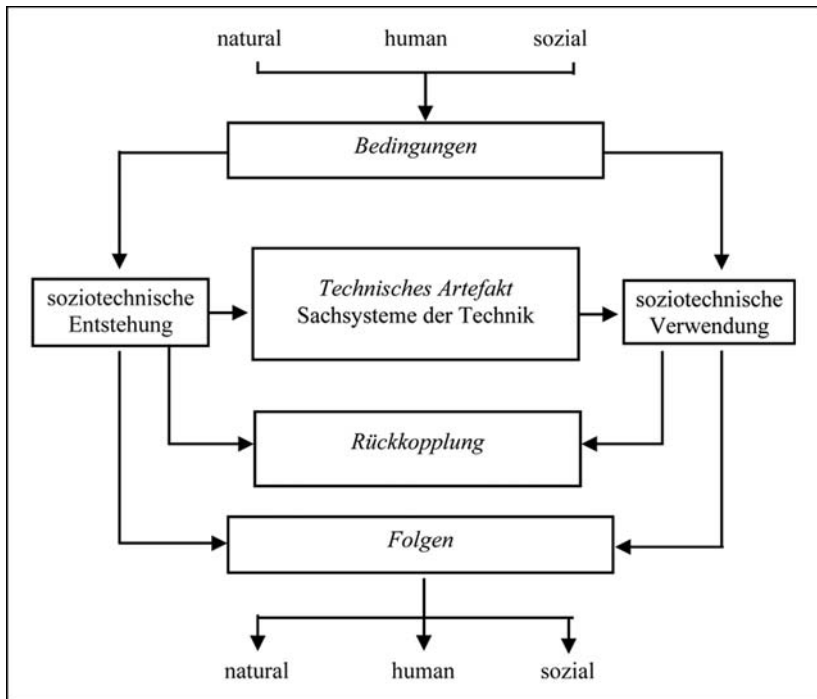 natural human sozial
Bedingungen
soziotechnische
Entstehung
Technisches Artefakt
Sachsysteme der Technik
soziotechnische
Verwendung
Rückkopplung
Folgen
natural human sozial